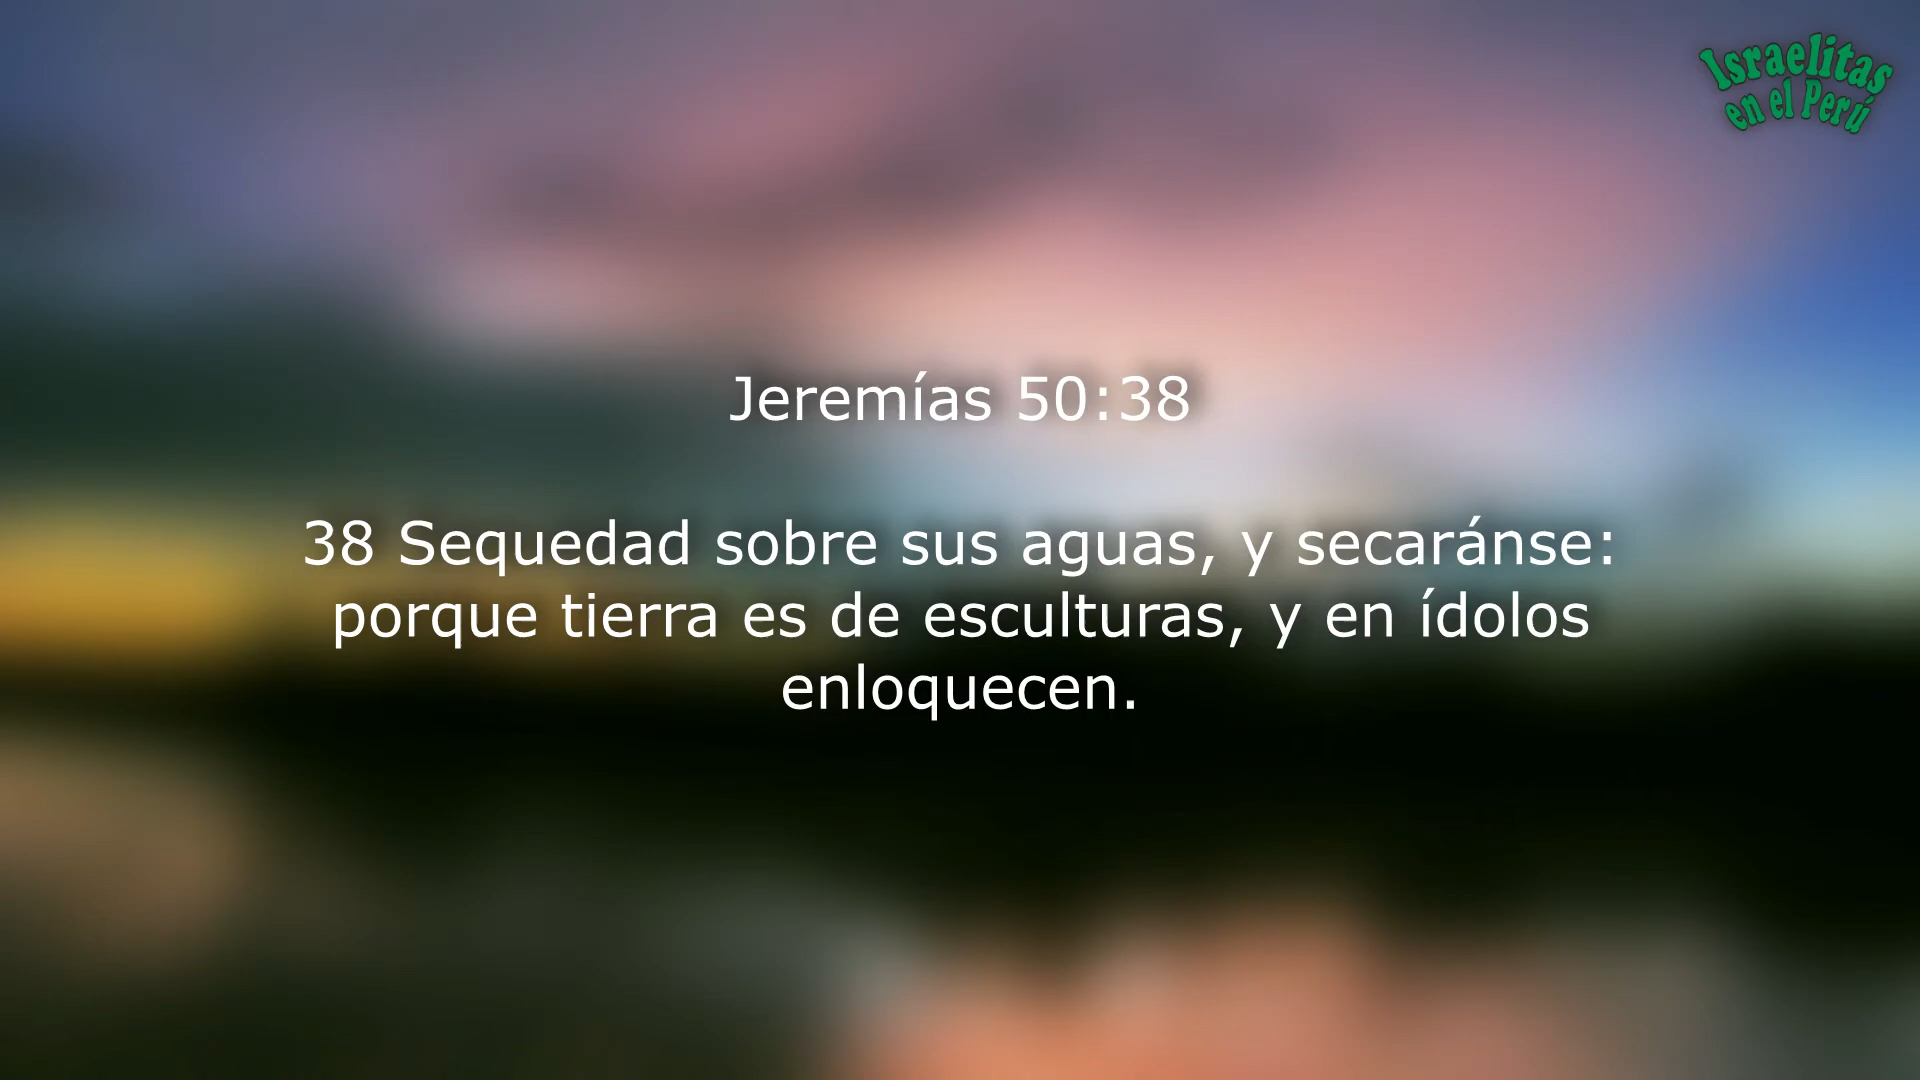 Israelitas
en el Perú
Jeremías 50:38
38 Sequedad sobre sus aguas, y secaránse:
porque tierra es de esculturas, y en ídolos
enloquecen.